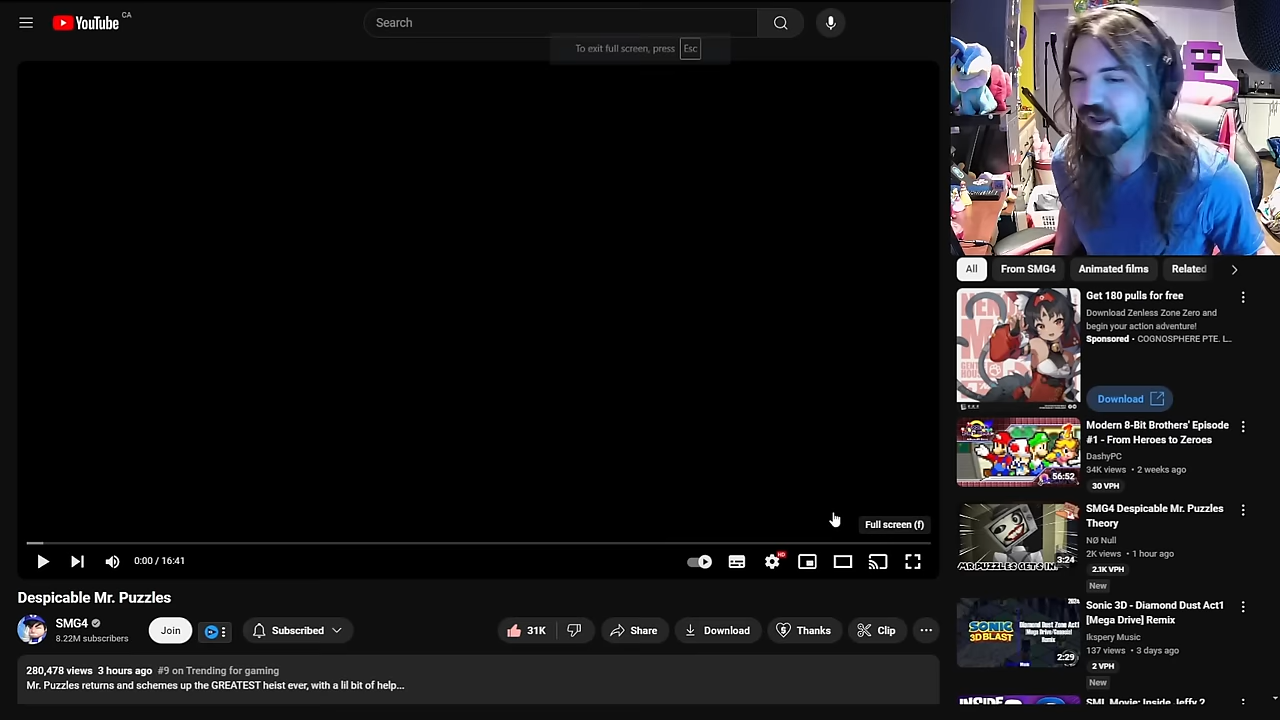 YouTube CA
Search
To exit full screen, press Esc
Full screen (f)
0:00 / 16:41
HD
Despicable Mr. Puzzles
SMG4
8.22M subscribers
Join
Subscribed
31K
Share
Download
Thanks
Clip
280,478 views 3 hours ago #9 on Trending for gaming
Mr. Puzzles returns and schemes up the GREATEST heist ever, with a lil bit of help...
All
From SMG4
Animated films
Related
Get 180 pulls for free
Download Zenless Zone Zero and
begin your action adventure!
Sponsored • COGNOSPHERE PTE. L...
Download
56:52
Modern 8-Bit Brothers' Episode
#1 - From Heroes to Zeroes
DashyPC
34K views • 2 weeks ago
30 VPH
MR PUZZLES GETS IN
3:24
SMG4 Despicable Mr. Puzzles
Theory
NØ Null
2K views • 1 hour ago
2.1K VPH
New
SONIC
3D BLAST
Diamond Dust Act1
Remix
2:29
Sonic 3D - Diamond Dust Act1
[Mega Drive] Remix
Ikspery Music
137 views • 3 days ago
2 VPH
New
INSIDE
SML Movie: Inside Jeffy 2